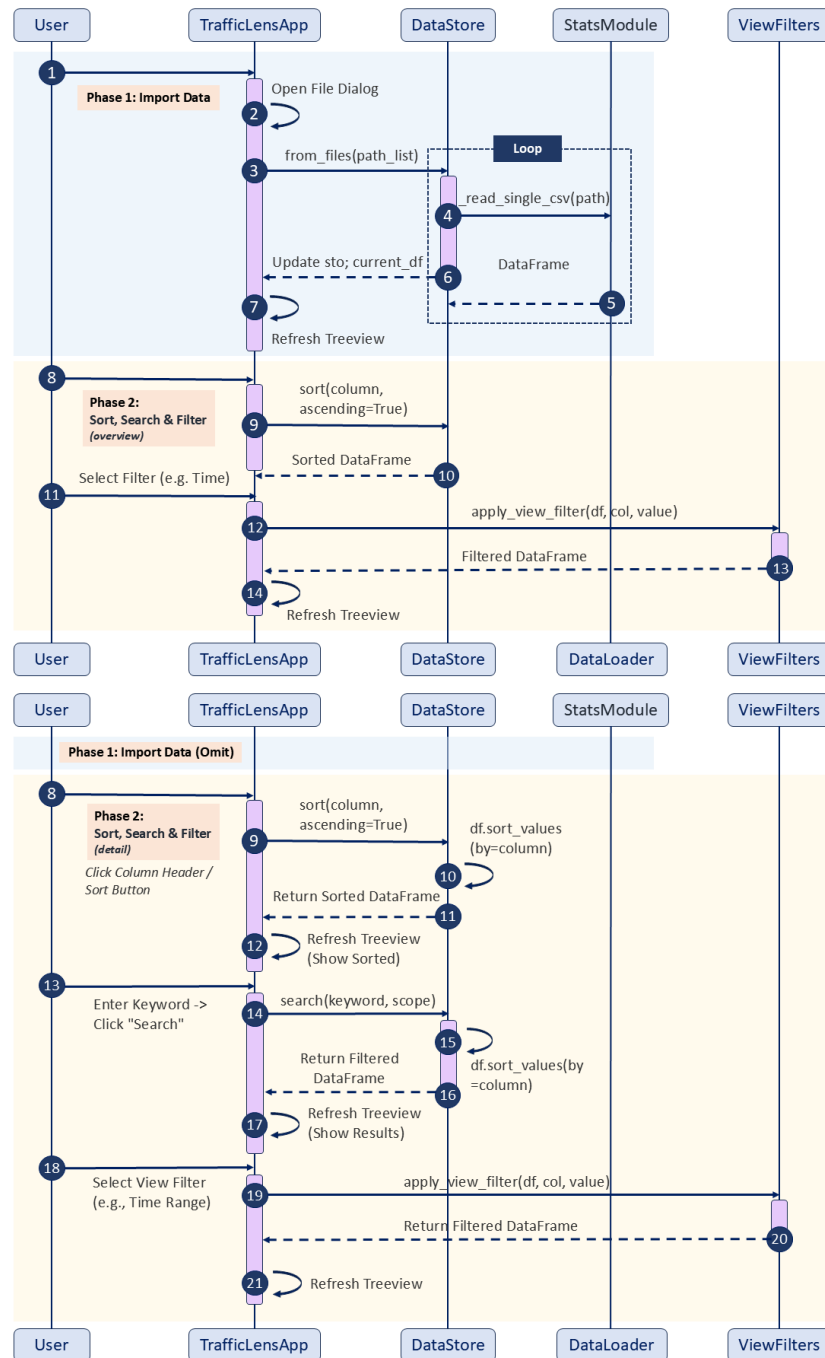 User TrafficLensApp DataStore StatsModule ViewFilters
1
Phase 1: Import Data
Open File Dialog
2
Loop
from_files(path_list)
3
_read_single_csv(path)
4
Update sto; current_df
DataFrame
6
5
7
Refresh Treeview
8
Phase 2:
Sort, Search & Filter
(overview)
sort(column,
ascending=True)
9
Sorted DataFrame
10
Select Filter (e.g. Time)
11
apply_view_filter(df, col, value)
12
Filtered DataFrame
13
14
Refresh Treeview
User TrafficLensApp DataStore DataLoader ViewFilters
User TrafficLensApp DataStore StatsModule ViewFilters
Phase 1: Import Data (Omit)
8
Phase 2:
Sort, Search & Filter
(detail)
Click Column Header /
Sort Button
sort(column,
ascending=True)
9
df.sort_values
(by=column)
10
Return Sorted DataFrame
11
12
Refresh Treeview
(Show Sorted)
13
Enter Keyword ->
Click "Search"
search(keyword, scope)
14
15
df.sort_values(by
=column)
Return Filtered
DataFrame
16
17
Refresh Treeview
(Show Results)
18
Select View Filter
(e.g., Time Range)
apply_view_filter(df, col, value)
19
Return Filtered DataFrame
20
21
Refresh Treeview
User TrafficLensApp DataStore DataLoader ViewFilters